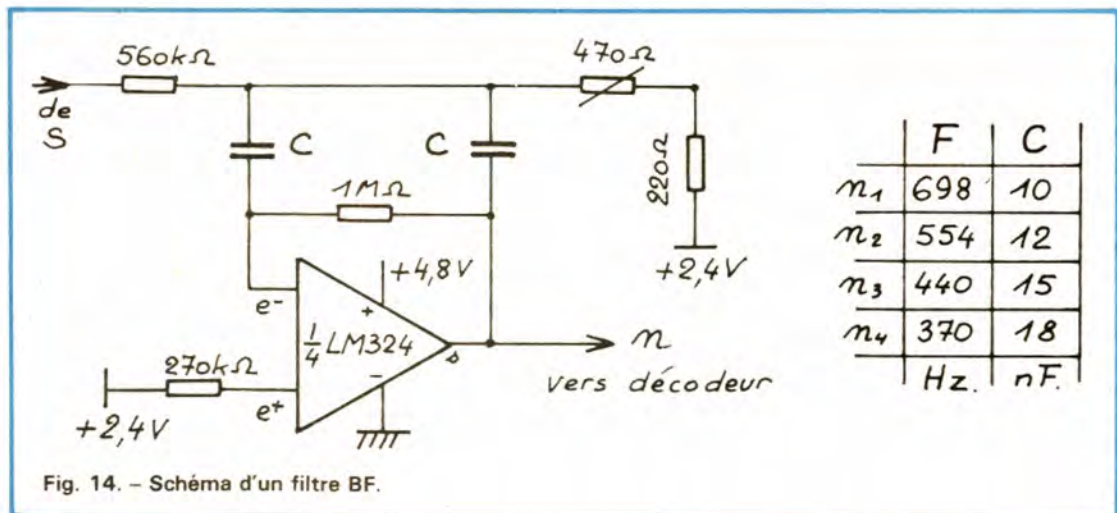 560kΩ
470Ω
de
S
C
C
1MΩ
220Ω
+2,4V
+4,8V
e-
+
1/4 LM324
s
-
n
vers décodeur
270kΩ
e+
+2,4V
F C
n1 698 10
n2 554 12
n3 440 15
n4 370 18
Hz. nF.
Fig. 14. – Schéma d'un filtre BF.